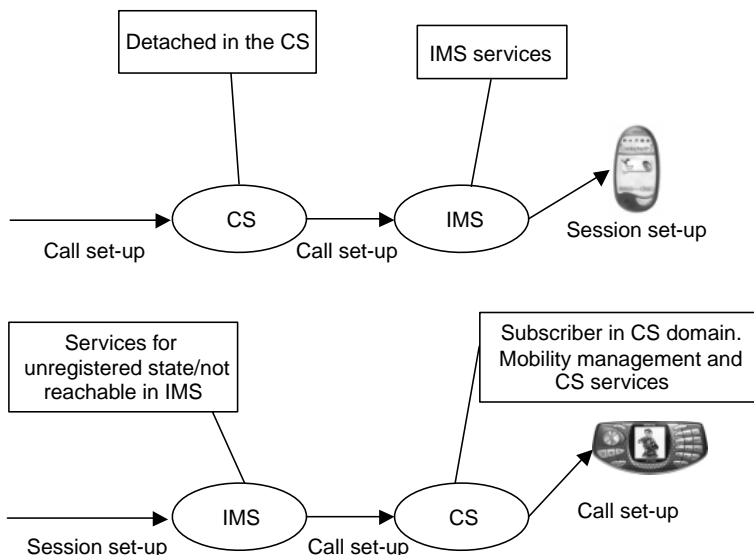 Detached in the CS
IMS services
CS
IMS
Call set-up
Call set-up
Session set-up
Services for
unregistered state/not
reachable in IMS
Subscriber in CS domain.
Mobility management and
CS services
IMS
CS
Session set-up
Call set-up
Call set-up